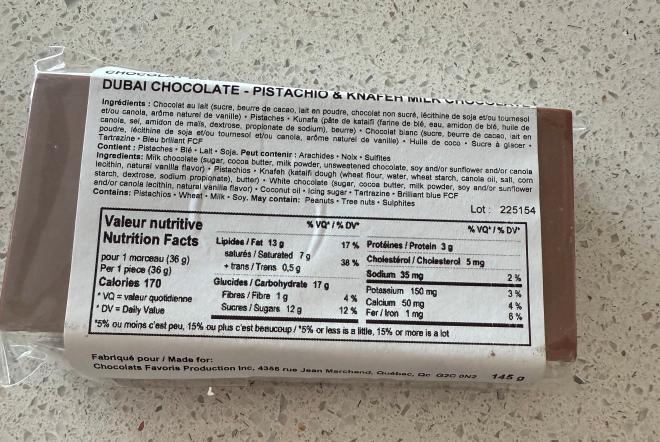 DUBAI CHOCOLATE - PISTACHIO & KNAFEH MILK CHOCOLATE
Ingrédients : Chocolat au lait (sucre, beurre de cacao, lait en poudre, chocolat non sucré, lécithine de soja et/ou tournesol
et/ou canola, arôme naturel de vanille) • Pistaches • Kunafa (pâte de kataifi (farine de blé, eau, amidon de blé, huile de
canola, sel, amidon de maïs, dextrose, propionate de sodium), beurre) • Chocolat blanc (sucre, beurre de cacao, lait en
poudre, lécithine de soja et/ou tournesol et/ou canola, arôme naturel de vanille) • Huile de coco • Sucre à glacer •
Tartrazine • Bleu brillant FCF
Contient : Pistaches • Blé • Lait • Soja. Peut contenir : Arachides • Noix • Sulfites
Ingredients: Milk chocolate (sugar, cocoa butter, milk powder, unsweetened chocolate, soy and/or sunflower and/or canola
lecithin, natural vanilla flavor) • Pistachios • Knafeh (kataifi dough (wheat flour, water, wheat starch, canola oil, salt, corn
starch, dextrose, sodium propionate), butter) • White chocolate (sugar, cocoa butter, milk powder, soy and/or sunflower
and/or canola lecithin, natural vanilla flavor) • Coconut oil • Icing sugar • Tartrazine • Brilliant blue FCF
Contains: Pistachios • Wheat • Milk • Soy. May contain: Peanuts • Tree nuts • Sulphites
Lot : 225154
Valeur nutritive
Nutrition Facts
pour 1 morceau (36 g)
Per 1 piece (36 g)
Calories 170
* VQ = valeur quotidienne
* DV = Daily Value
% VQ* / % DV*
Lipides / Fat 13 g 17 %
saturés / Saturated 7 g
+ trans / Trans 0,5 g 38 %
Glucides / Carbohydrate 17 g
Fibres / Fibre 1 g 4 %
Sucres / Sugars 12 g 12 %
% VQ* / % DV*
Protéines / Protein 3 g
Cholestérol / Cholesterol 5 mg
Sodium 35 mg 2 %
Potassium 150 mg 3 %
Calcium 50 mg 4 %
Fer / Iron 1 mg 6 %
*5% ou moins c'est peu, 15% ou plus c'est beaucoup / *5% or less is a little, 15% or more is a lot
Fabriqué pour / Made for:
Chocolats Favoris Production Inc, 4355 rue Jean Marchand, Québec, Qc G2C 0N2 145 g